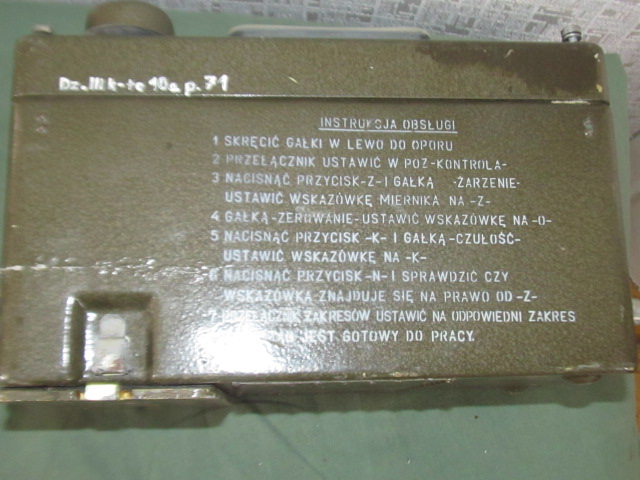 Dz. III k-tę 10a p. 71
INSTRUKCJA OBSŁUGI
1 SKRĘCIĆ GAŁKI W LEWO DO OPORU
2 PRZEŁĄCZNIK USTAWIĆ W POZ-KONTROLA-
3 NACISNĄĆ PRZYCISK-Z-I GAŁKĄ -ŻARZENIE-
USTAWIĆ WSKAZÓWKĘ MIERNIKA NA -Z-
4 GAŁKĄ-ZEROWANIE-USTAWIĆ WSKAZÓWKĘ NA -0-
5 NACISNĄĆ PRZYCISK -K- I GAŁKĄ -CZUŁOŚĆ-
USTAWIĆ WSKAZÓWKĘ NA -K-
6 NACISNĄĆ PRZYCISK -N- I SPRAWDZIĆ CZY
WSKAZÓWKA ZNAJDUJE SIĘ NA PRAWO OD -Z-
7 PRZEŁĄCZNIK ZAKRESÓW USTAWIĆ NA ODPOWIEDNI ZAKRES
JEST GOTOWY DO PRACY.